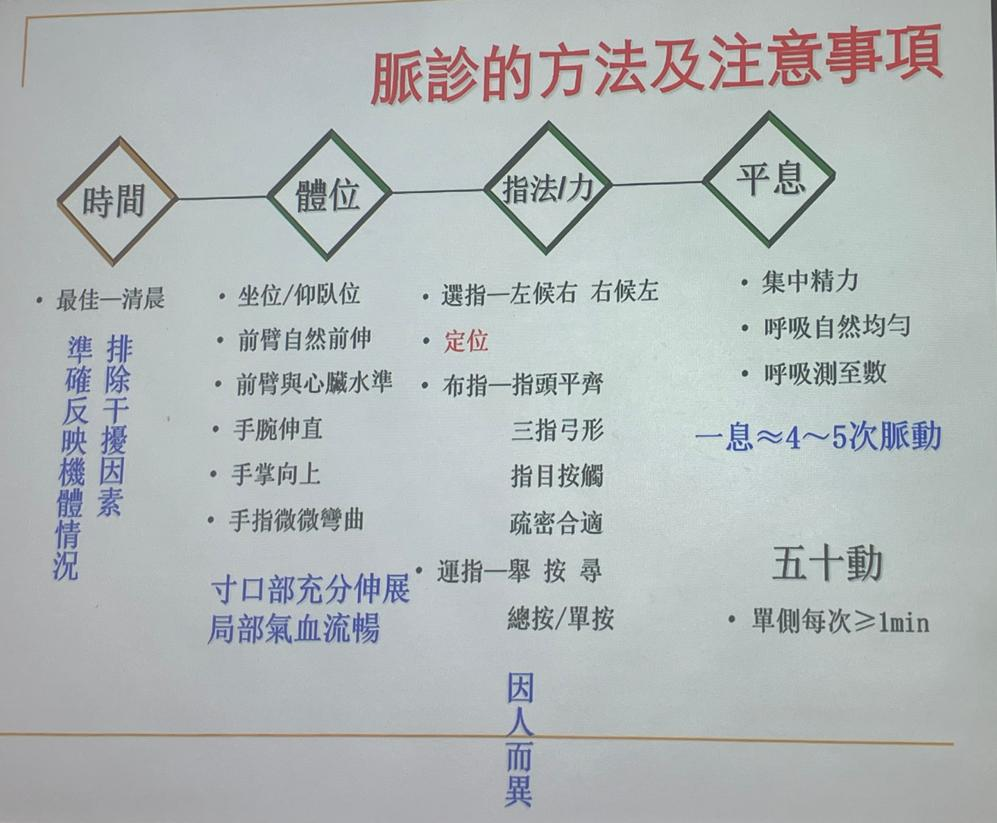 脈診的方法及注意事項
時間
• 最佳—清晨
排除干擾因素
準確反映機體情況
體位
• 坐位/仰臥位
• 前臂自然前伸
• 前臂與心臟水準
• 手腕伸直
• 手掌向上
• 手指微微彎曲
寸口部充分伸展
局部氣血流暢
指法/力
• 選指—左候右 右候左
• 定位
• 布指—指頭平齊
三指弓形
指目按觸
疏密合適
• 運指—舉 按 尋
總按/單按
因人而異
平息
• 集中精力
• 呼吸自然均勻
• 呼吸測至數
一息≈4～5次脈動
五十動
• 單側每次≥1min